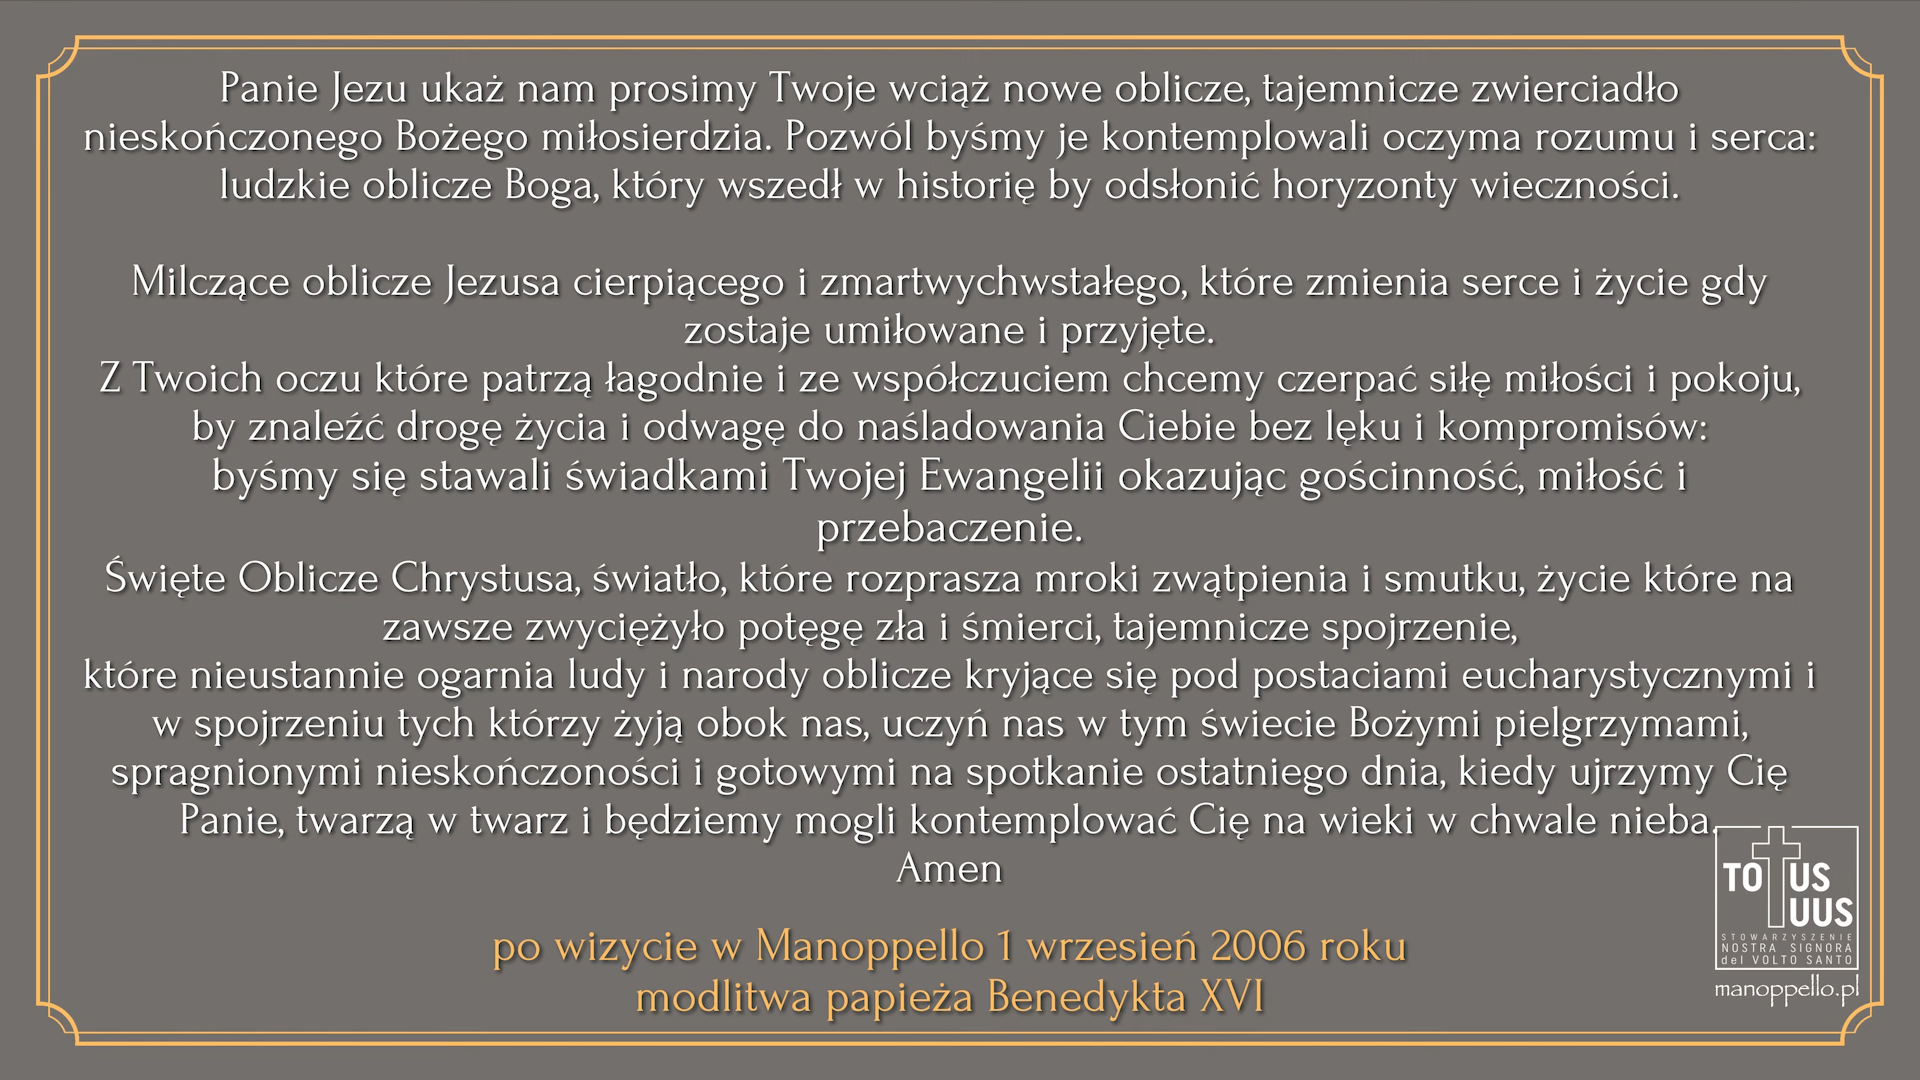 Panie Jezu ukaż nam prosimy Twoje wciąż nowe oblicze, tajemnicze zwierciadło
nieskończonego Bożego miłosierdzia. Pozwól byśmy je kontemplowali oczyma rozumu i serca:
ludzkie oblicze Boga, który wszedł w historię by odsłonić horyzonty wieczności.
Milczące oblicze Jezusa cierpiącego i zmartwychwstałego, które zmienia serce i życie gdy
zostaje umiłowane i przyjęte.
Z Twoich oczu które patrzą łagodnie i ze współczuciem chcemy czerpać siłę miłości i pokoju,
by znaleźć drogę życia i odwagę do naśladowania Ciebie bez lęku i kompromisów:
byśmy się stawali świadkami Twojej Ewangelii okazując gościnność, miłość i
przebaczenie.
Święte Oblicze Chrystusa, światło, które rozprasza mroki zwątpienia i smutku, życie które na
zawsze zwyciężyło potęgę zła i śmierci, tajemnicze spojrzenie,
które nieustannie ogarnia ludy i narody oblicze kryjące się pod postaciami eucharystycznymi i
w spojrzeniu tych którzy żyją obok nas, uczyń nas w tym świecie Bożymi pielgrzymami,
spragnionymi nieskończoności i gotowymi na spotkanie ostatniego dnia, kiedy ujrzymy Cię
Panie, twarzą w twarz i będziemy mogli kontemplować Cię na wieki w chwale nieba.
Amen
po wizycie w Manoppello 1 wrzesień 2006 roku
modlitwa papieża Benedykta XVI
TOTUS
TUUS
STOWARZYSZENIE
NOSTRA SIGNORA
del VOLTO SANTO
manoppello.pl